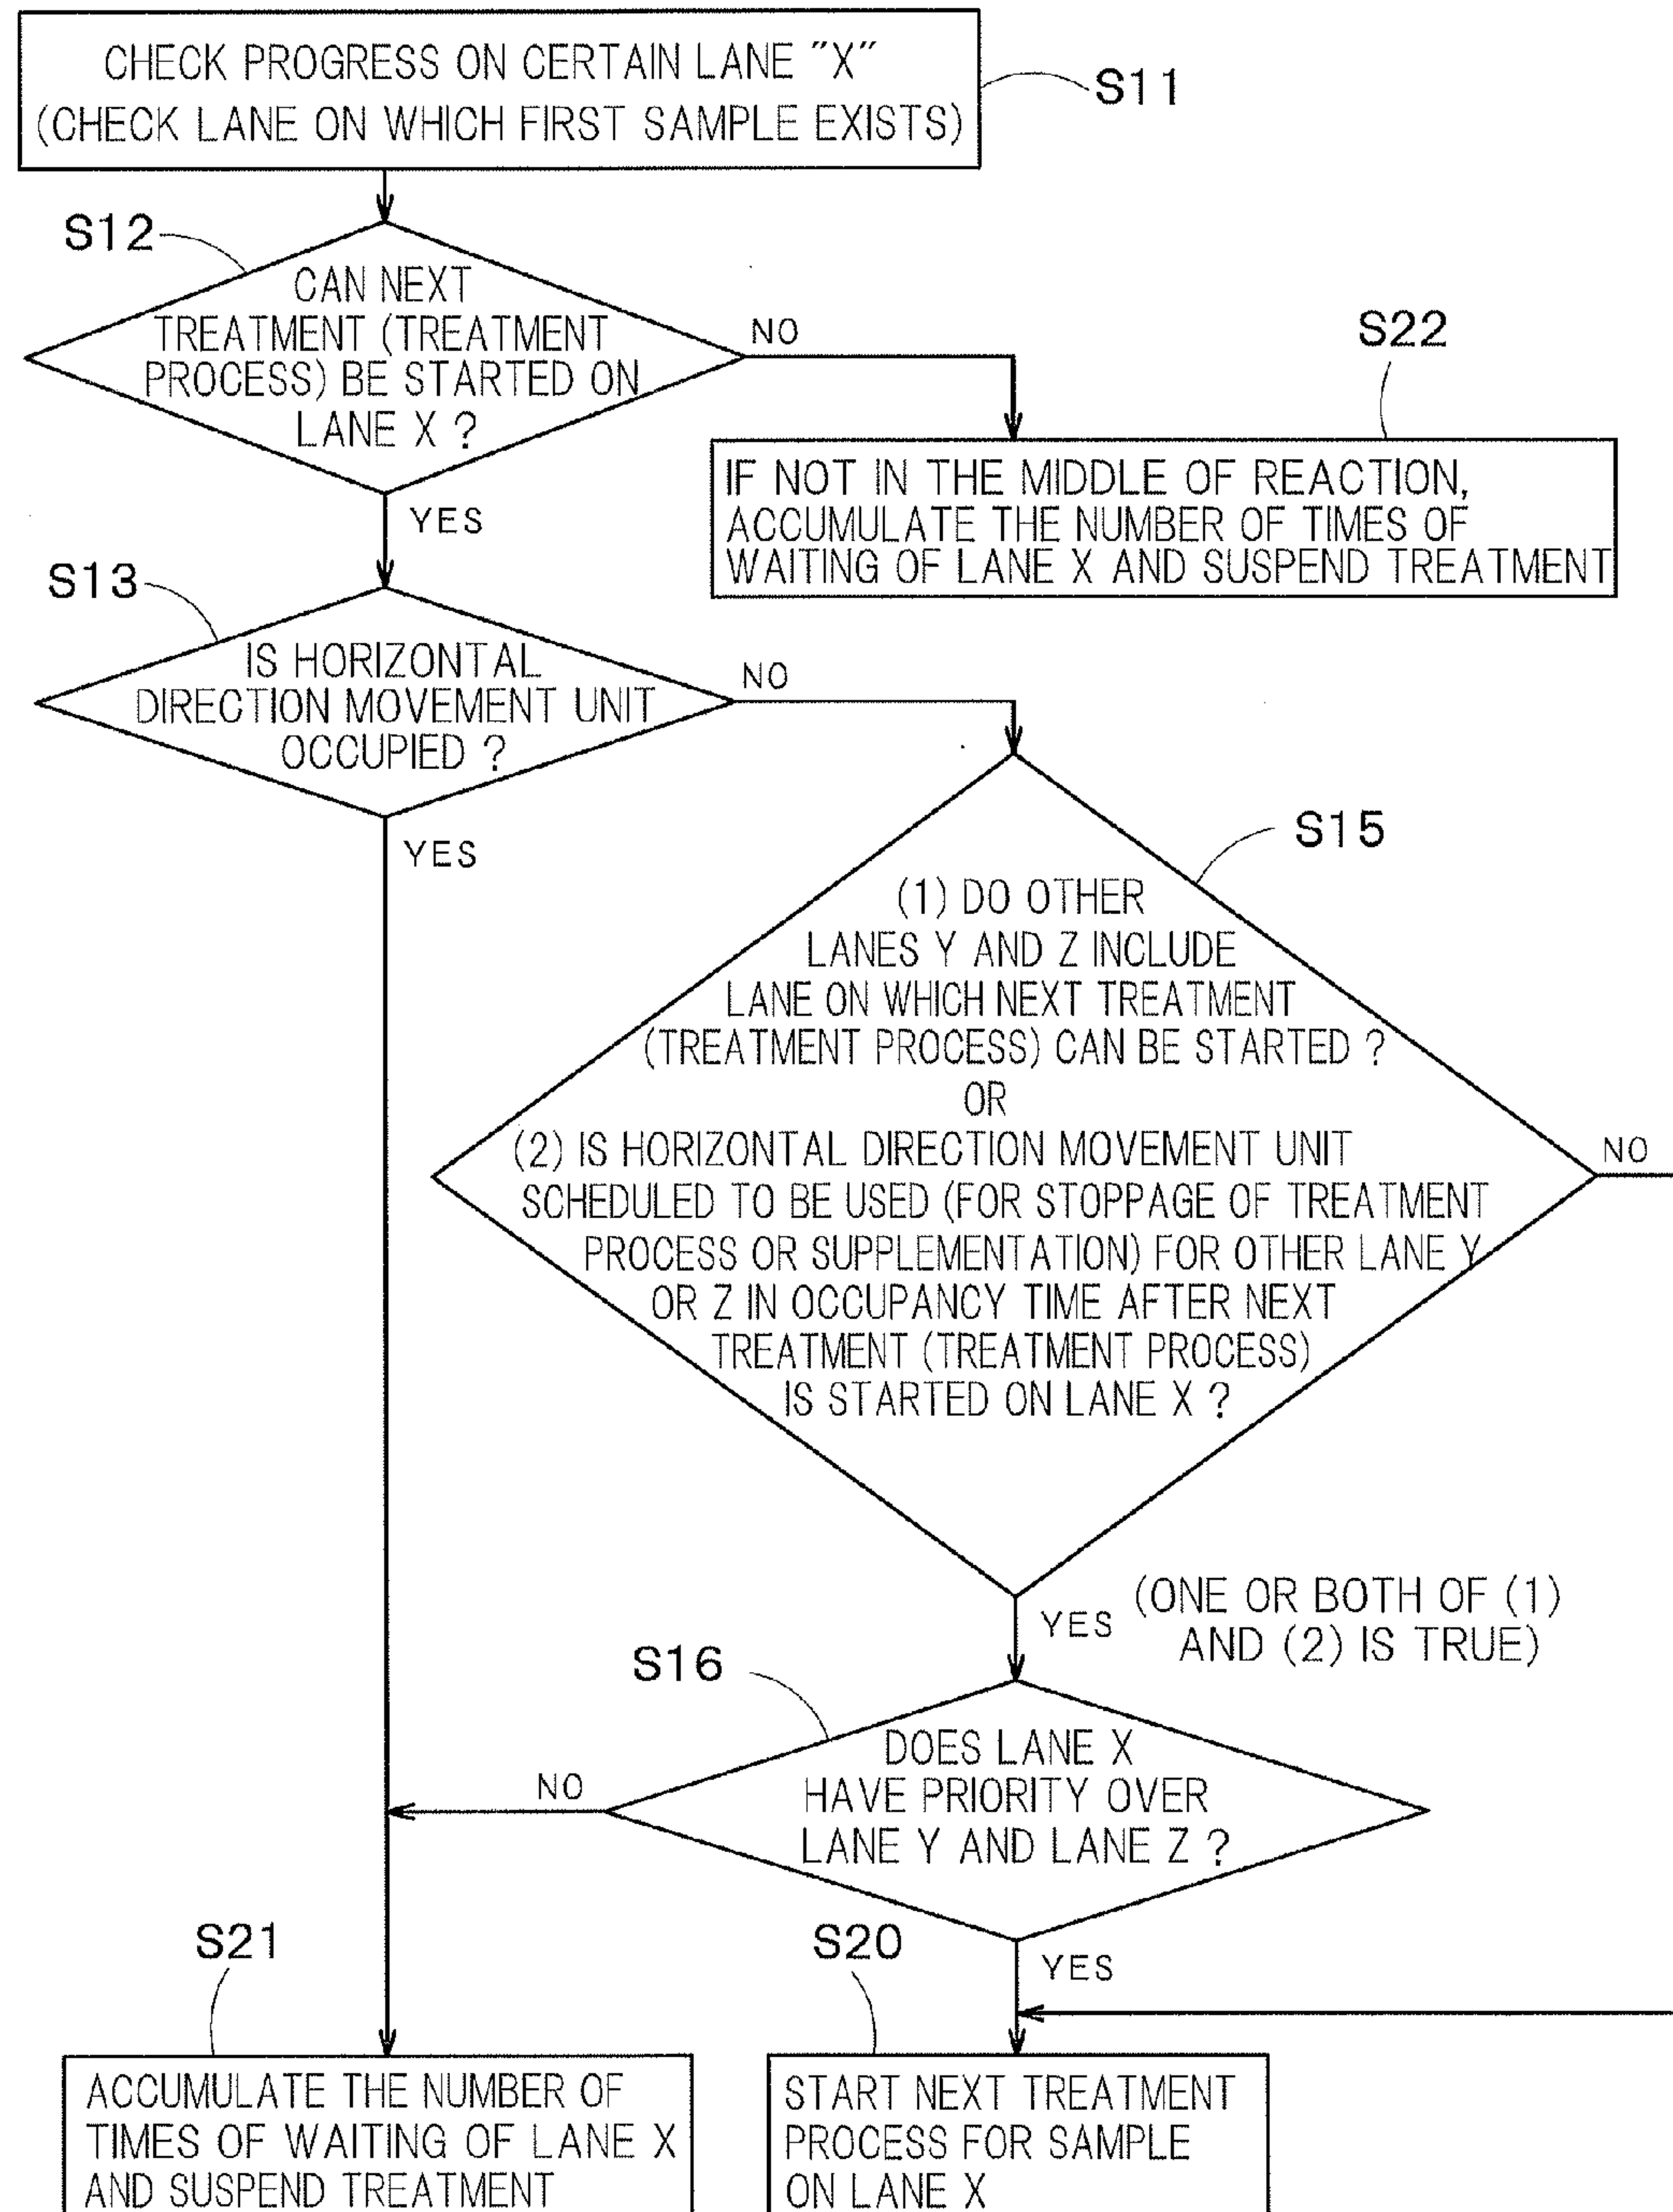 CHECK PROGRESS ON CERTAIN LANE "X"
(CHECK LANE ON WHICH FIRST SAMPLE EXISTS)
S11
S12
CAN NEXT
TREATMENT (TREATMENT
PROCESS) BE STARTED ON
LANE X ?
NO
YES
S22
IF NOT IN THE MIDDLE OF REACTION,
ACCUMULATE THE NUMBER OF TIMES OF
WAITING OF LANE X AND SUSPEND TREATMENT
S13
IS HORIZONTAL
DIRECTION MOVEMENT UNIT
OCCUPIED ?
NO
YES
S15
(1) DO OTHER
LANES Y AND Z INCLUDE
LANE ON WHICH NEXT TREATMENT
(TREATMENT PROCESS) CAN BE STARTED ?
OR
(2) IS HORIZONTAL DIRECTION MOVEMENT UNIT
SCHEDULED TO BE USED (FOR STOPPAGE OF TREATMENT
PROCESS OR SUPPLEMENTATION) FOR OTHER LANE Y
OR Z IN OCCUPANCY TIME AFTER NEXT
TREATMENT (TREATMENT PROCESS)
IS STARTED ON LANE X ?
NO
YES
(ONE OR BOTH OF (1)
AND (2) IS TRUE)
S16
DOES LANE X
HAVE PRIORITY OVER
LANE Y AND LANE Z ?
NO
YES
S21
ACCUMULATE THE NUMBER OF
TIMES OF WAITING OF LANE X
AND SUSPEND TREATMENT
S20
START NEXT TREATMENT
PROCESS FOR SAMPLE
ON LANE X